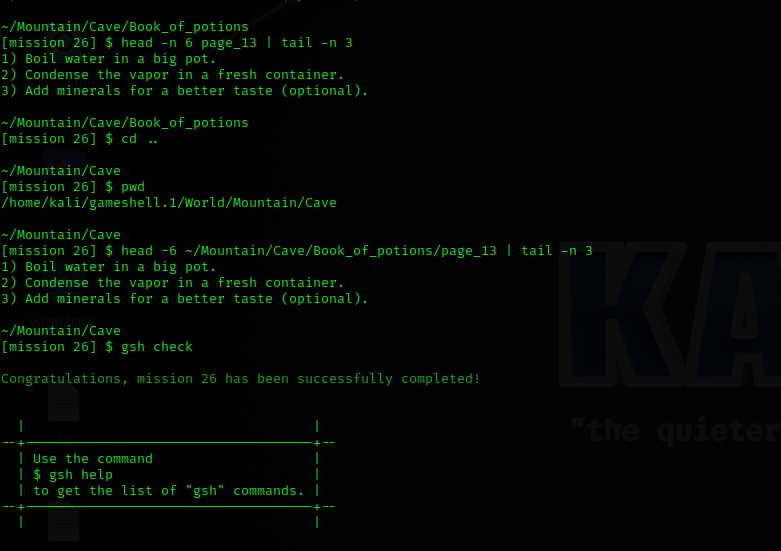 ~/Mountain/Cave/Book_of_potions
[mission 26] $ head -n 6 page_13 | tail -n 3
1) Boil water in a big pot.
2) Condense the vapor in a fresh container.
3) Add minerals for a better taste (optional).
~/Mountain/Cave/Book_of_potions
[mission 26] $ cd ..
~/Mountain/Cave
[mission 26] $ pwd
/home/kali/gameshell.1/World/Mountain/Cave
~/Mountain/Cave
[mission 26] $ head -6 ~/Mountain/Cave/Book_of_potions/page_13 | tail -n 3
1) Boil water in a big pot.
2) Condense the vapor in a fresh container.
3) Add minerals for a better taste (optional).
~/Mountain/Cave
[mission 26] $ gsh check
Congratulations, mission 26 has been successfully completed!
Use the command
$ gsh help
to get the list of "gsh" commands.
KA
"the quieter